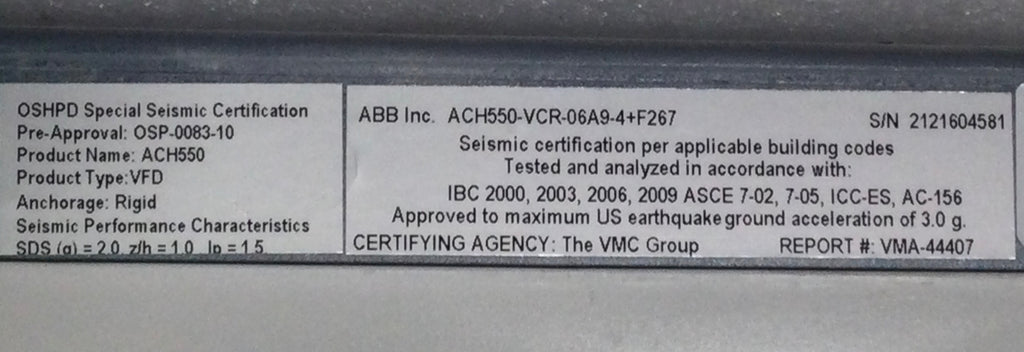 OSHPD Special Seismic Certification
Pre-Approval: OSP-0083-10
Product Name: ACH550
Product Type:VFD
Anchorage: Rigid
Seismic Performance Characteristics
SDS (g) = 2.0 z/h = 1.0 Ip = 1.5
ABB Inc. ACH550-VCR-06A9-4+F267 S/N 2121604581
Seismic certification per applicable building codes
Tested and analyzed in accordance with:
IBC 2000, 2003, 2006, 2009 ASCE 7-02, 7-05, ICC-ES, AC-156
Approved to maximum US earthquake ground acceleration of 3.0 g.
CERTIFYING AGENCY: The VMC Group REPORT #: VMA-44407